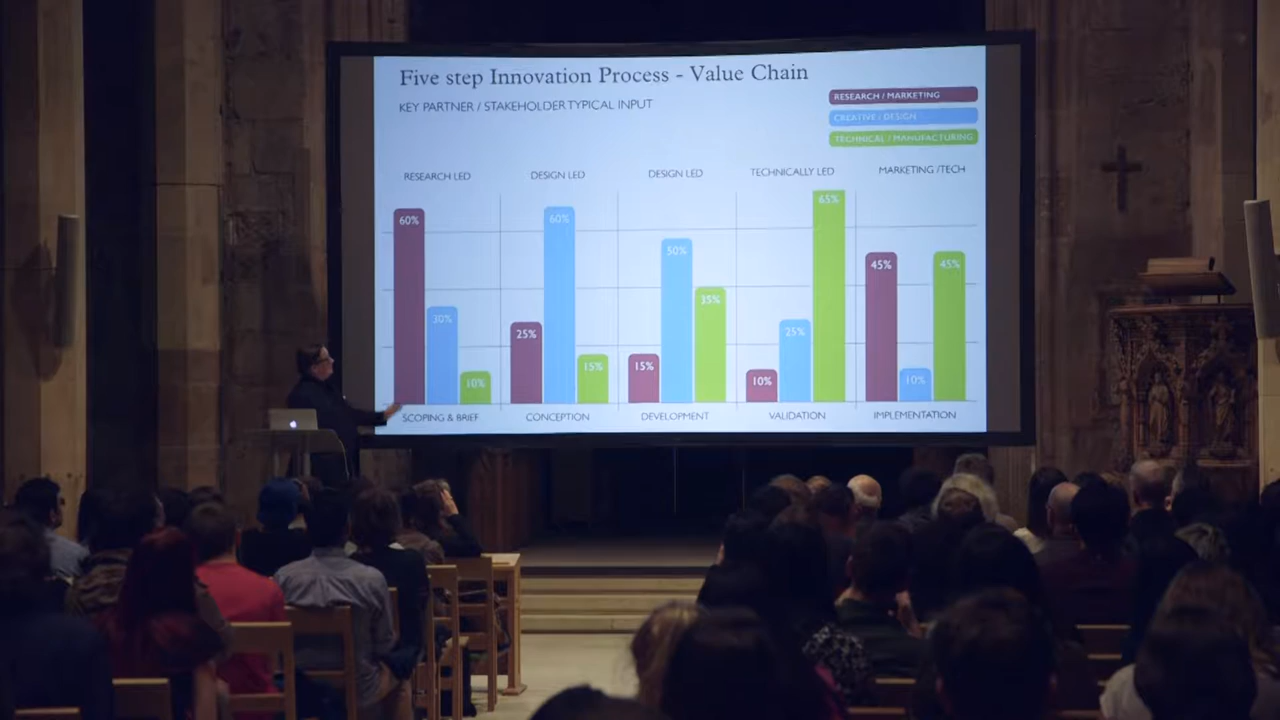 Five step Innovation Process - Value Chain
KEY PARTNER / STAKEHOLDER TYPICAL INPUT
RESEARCH / MARKETING
CREATIVE / DESIGN
TECHNICAL / MANUFACTURING
RESEARCH LED
DESIGN LED
DESIGN LED
TECHNICALLY LED
MARKETING /TECH
60%
30%
10%
25%
60%
15%
15%
50%
35%
10%
25%
65%
45%
10%
45%
SCOPING & BRIEF
CONCEPTION
DEVELOPMENT
VALIDATION
IMPLEMENTATION